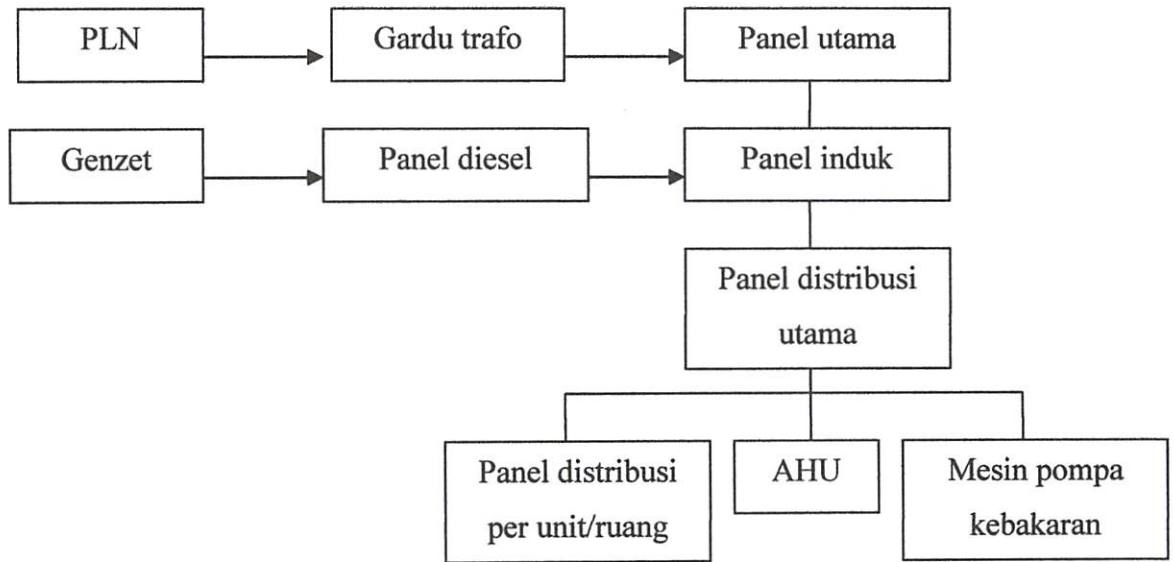 PLN
Gardu trafo
Panel utama
Genzet
Panel diesel
Panel induk
Panel distribusi
utama
Panel distribusi
per unit/ruang
AHU
Mesin pompa
kebakaran